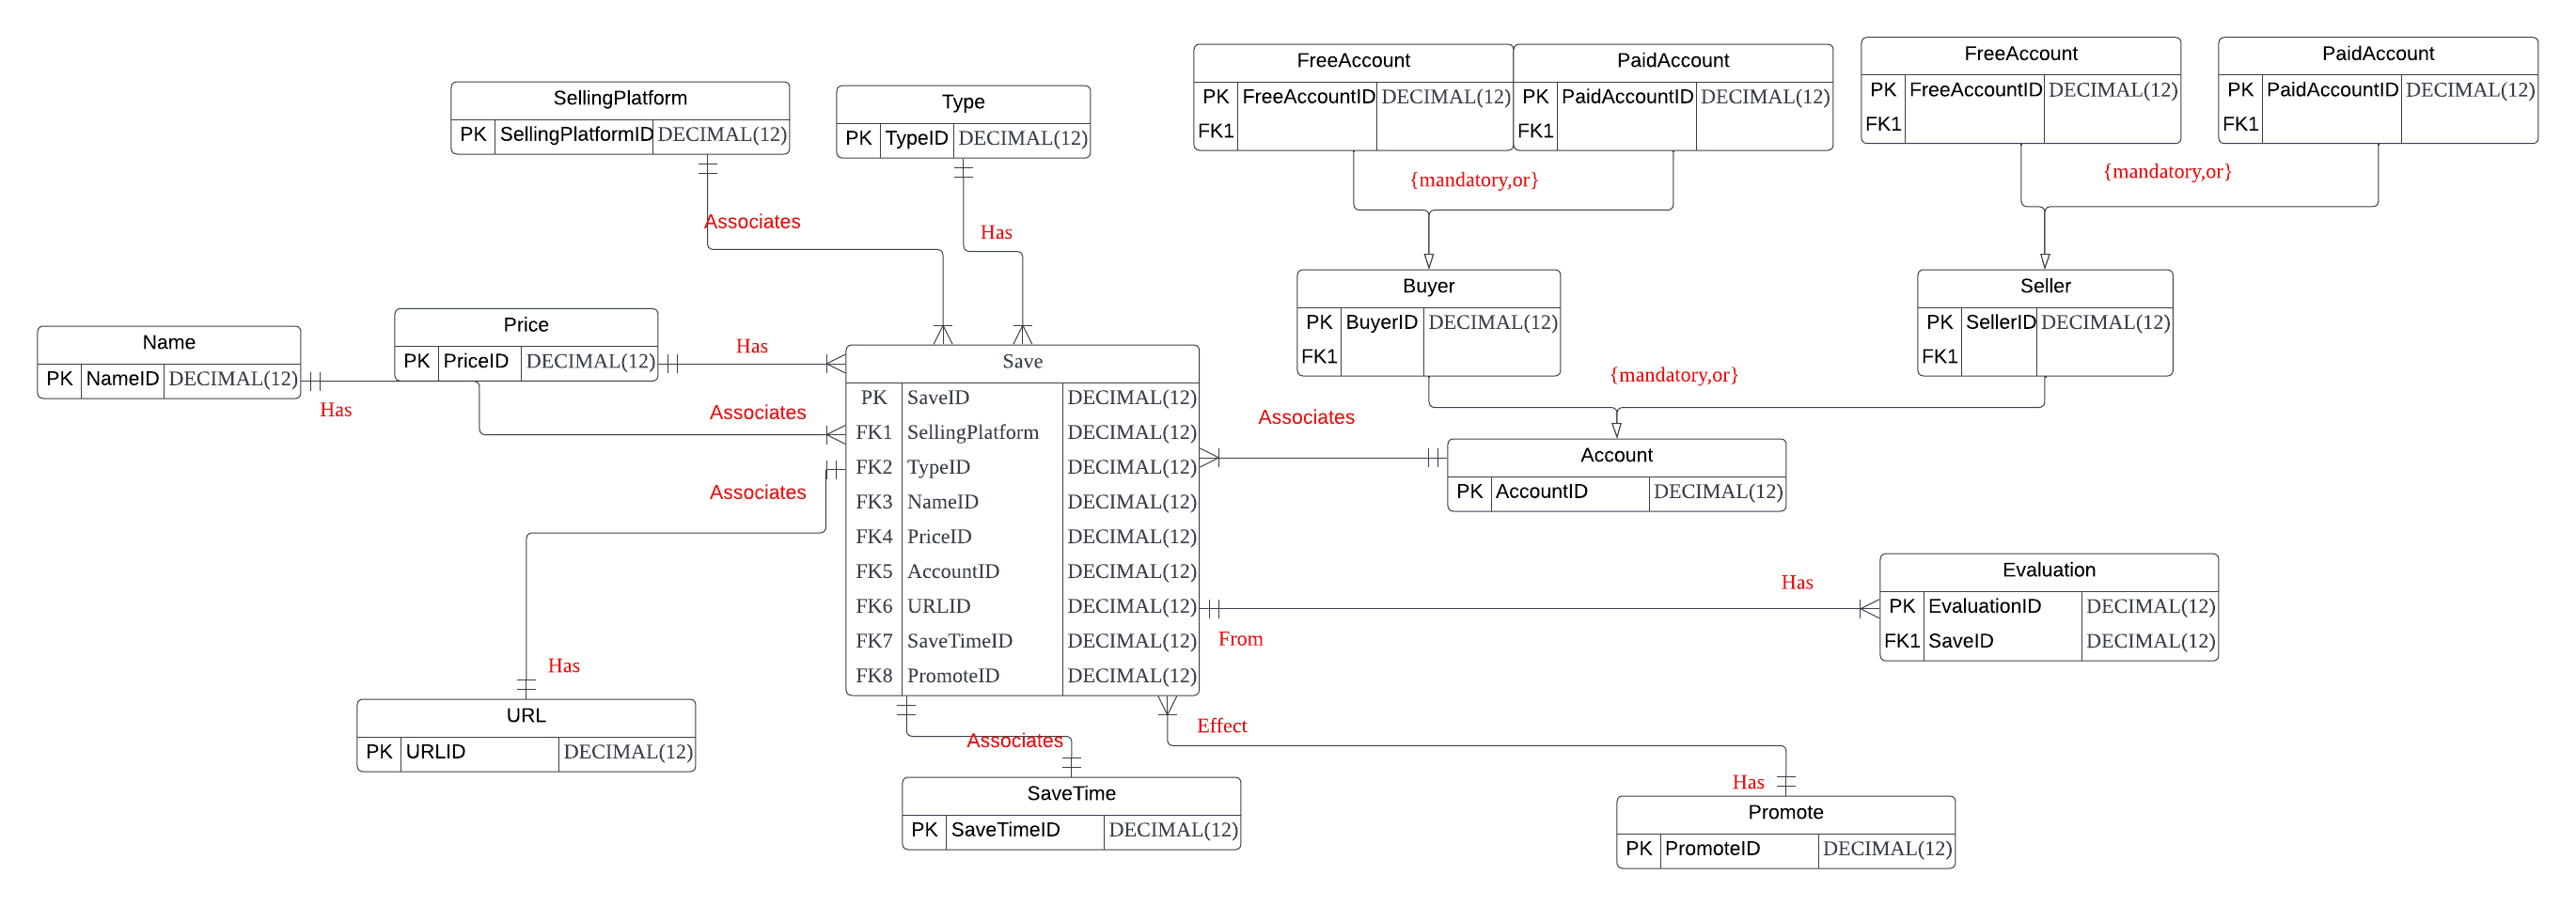 FreeAccount
PK FreeAccountID DECIMAL(12)
FK1
PaidAccount
PK PaidAccountID DECIMAL(12)
FK1
FreeAccount
PK FreeAccountID DECIMAL(12)
FK1
PaidAccount
PK PaidAccountID DECIMAL(12)
FK1
SellingPlatform
PK SellingPlatformID DECIMAL(12)
Type
PK TypeID DECIMAL(12)
{mandatory,or}
{mandatory,or}
Associates
Has
Buyer
PK BuyerID DECIMAL(12)
FK1
Seller
PK SellerID DECIMAL(12)
FK1
Name
PK NameID DECIMAL(12)
Has
Price
PK PriceID DECIMAL(12)
Has
Associates
Associates
{mandatory,or}
Associates
Save
PK SaveID DECIMAL(12)
FK1 SellingPlatform DECIMAL(12)
FK2 TypeID DECIMAL(12)
FK3 NameID DECIMAL(12)
FK4 PriceID DECIMAL(12)
FK5 AccountID DECIMAL(12)
FK6 URLID DECIMAL(12)
FK7 SaveTimeID DECIMAL(12)
FK8 PromoteID DECIMAL(12)
Account
PK AccountID DECIMAL(12)
Has
Evaluation
PK EvaluationID DECIMAL(12)
FK1 SaveID DECIMAL(12)
From
Has
URL
PK URLID DECIMAL(12)
Associates
Effect
SaveTime
PK SaveTimeID DECIMAL(12)
Has
Promote
PK PromoteID DECIMAL(12)